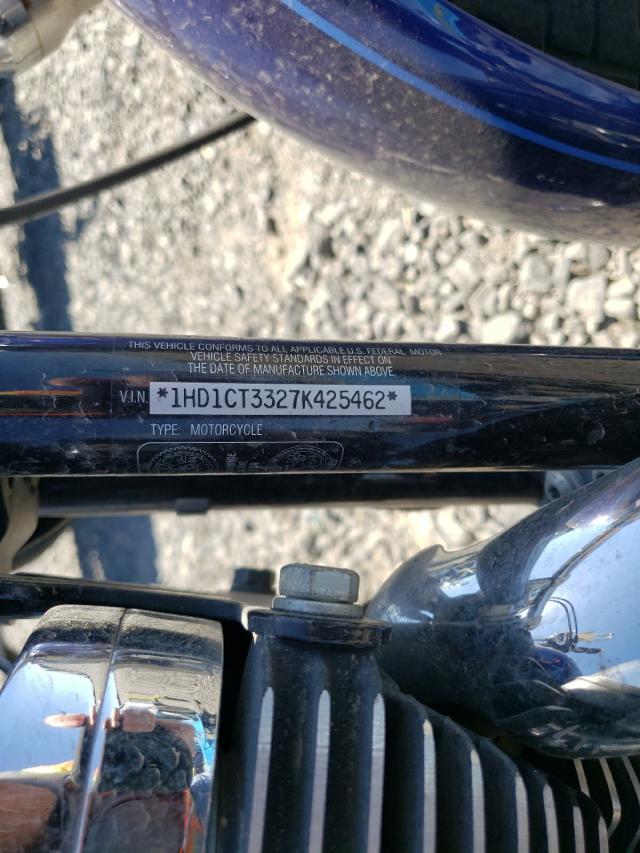 THIS VEHICLE CONFORMS TO ALL APPLICABLE U.S. FEDERAL MOTOR
VEHICLE SAFETY STANDARDS IN EFFECT ON
THE DATE OF MANUFACTURE SHOWN ABOVE
V.I.N. *1HD1CT3327K425462*
TYPE: MOTORCYCLE